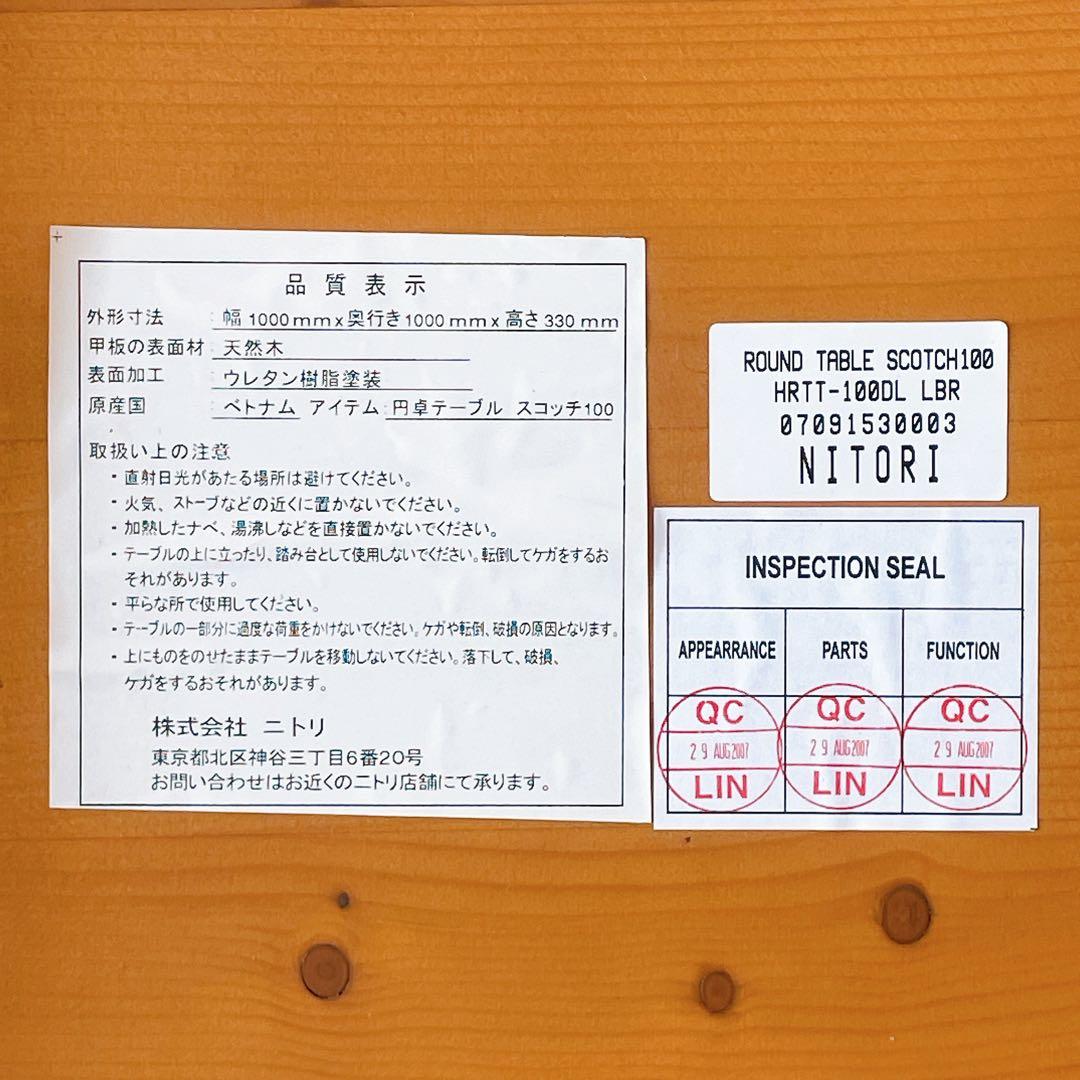 品質表示
外形寸法 : 幅 1000mm x 奥行き 1000mm x 高さ 330mm
甲板の表面材 : 天然木
表面加工 : ウレタン樹脂塗装
原産国 : ベトナム アイテム : 円卓テーブル スコッチ100
取扱い上の注意
・直射日光があたる場所は避けてください。
・火気、ストーブなどの近くに置かないでください。
・加熱したナベ、湯沸しなどを直接置かないでください。
・テーブルの上に立ったり、踏み台として使用しないでください。転倒してケガをするお
それがあります。
・平らな所で使用してください。
・テーブルの一部分に過度な荷重をかけないでください。ケガや転倒、破損の原因となります。
・上にものをのせたままテーブルを移動しないてください。落下して、破損、
ケガをするおそれがあります。
株式会社 ニトリ
東京都北区神谷三丁目6番20号
お問い合わせはお近くのニトリ店舗にて承ります。
ROUND TABLE SCOTCH100
HRTT-100DL LBR
07091530003
NITORI
INSPECTION SEAL
APPEARRANCE PARTS FUNCTION
QC QC QC
29 AUG2007 29 AUG2007 29 AUG2007
LIN LIN LIN